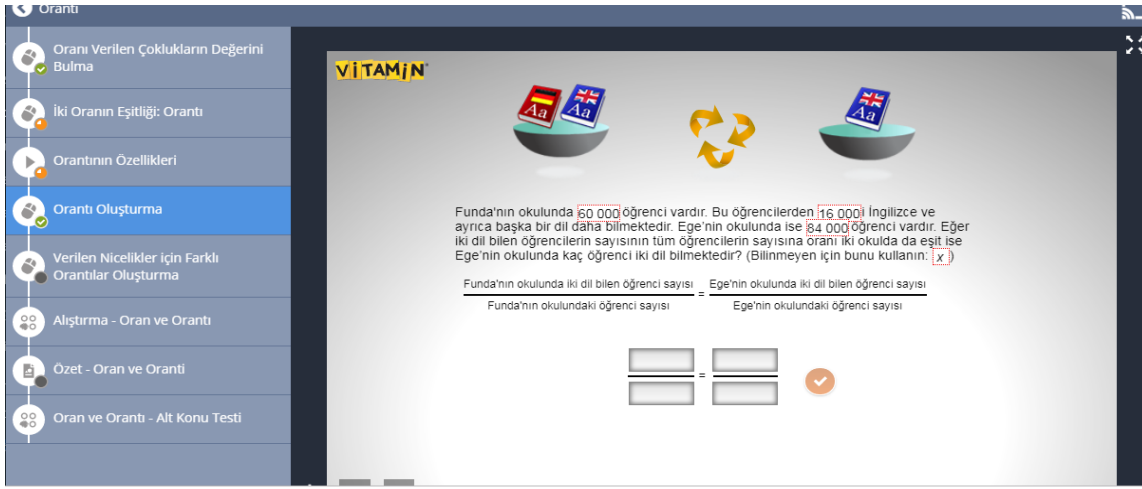 Orantı
Oranı Verilen Çoklukların Değerini
Bulma
İki Oranın Eşitliği: Orantı
Orantının Özellikleri
Orantı Oluşturma
Verilen Nicelikler için Farklı
Orantılar Oluşturma
Alıştırma - Oran ve Orantı
Özet - Oran ve Oranti
Oran ve Orantı - Alt Konu Testi
VİTAMİN
Aa Aa
Aa
Funda'nın okulunda 60 000 öğrenci vardır. Bu öğrencilerden 16 000 i İngilizce ve
ayrıca başka bir dil daha bilmektedir. Ege'nin okulunda ise 84 000 öğrenci vardır. Eğer
iki dil bilen öğrencilerin sayısının tüm öğrencilerin sayısına oranı iki okulda da eşit ise
Ege'nin okulunda kaç öğrenci iki dil bilmektedir? (Bilinmeyen için bunu kullanın: x )
Funda'nın okulunda iki dil bilen öğrenci sayısı = Ege'nin okulunda iki dil bilen öğrenci sayısı
Funda'nın okulundaki öğrenci sayısı Ege'nin okulundaki öğrenci sayısı
=